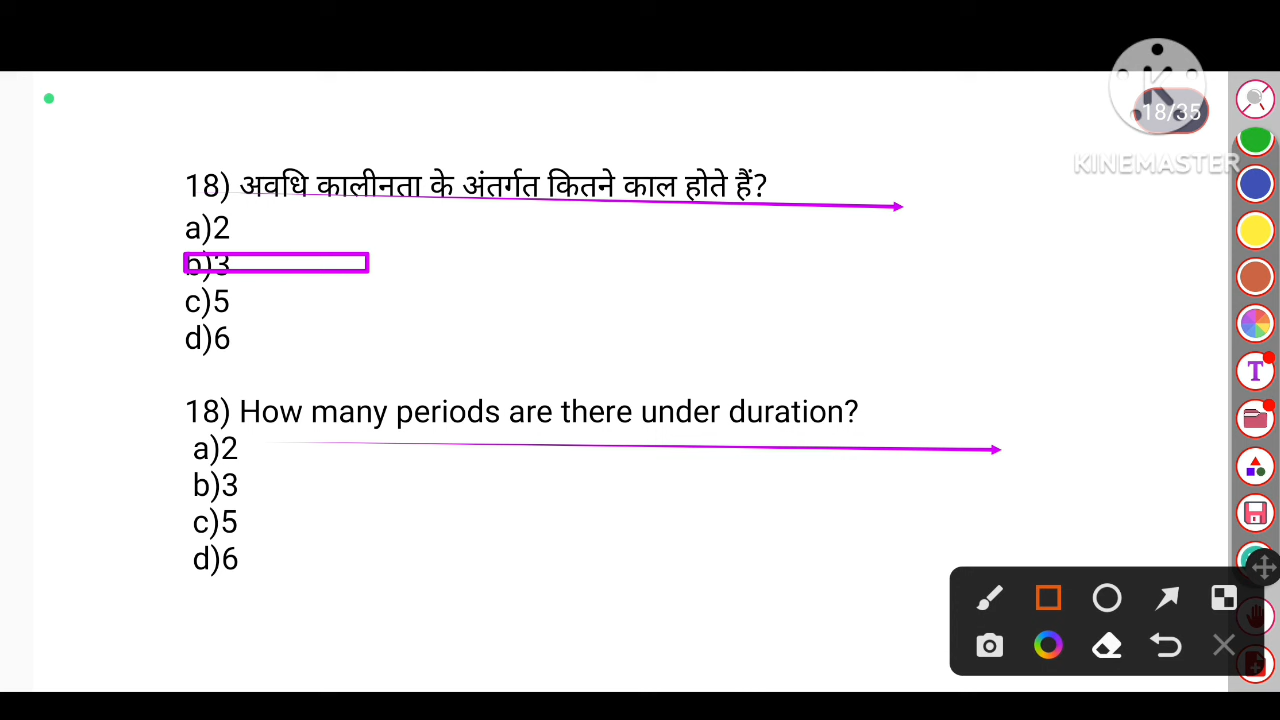 18/35
KINEMASTER
18) अवधि कालीनता के अंतर्गत कितने काल होते हैं?
a)2
b)3
c)5
d)6
18) How many periods are there under duration?
a)2
b)3
c)5
d)6
T